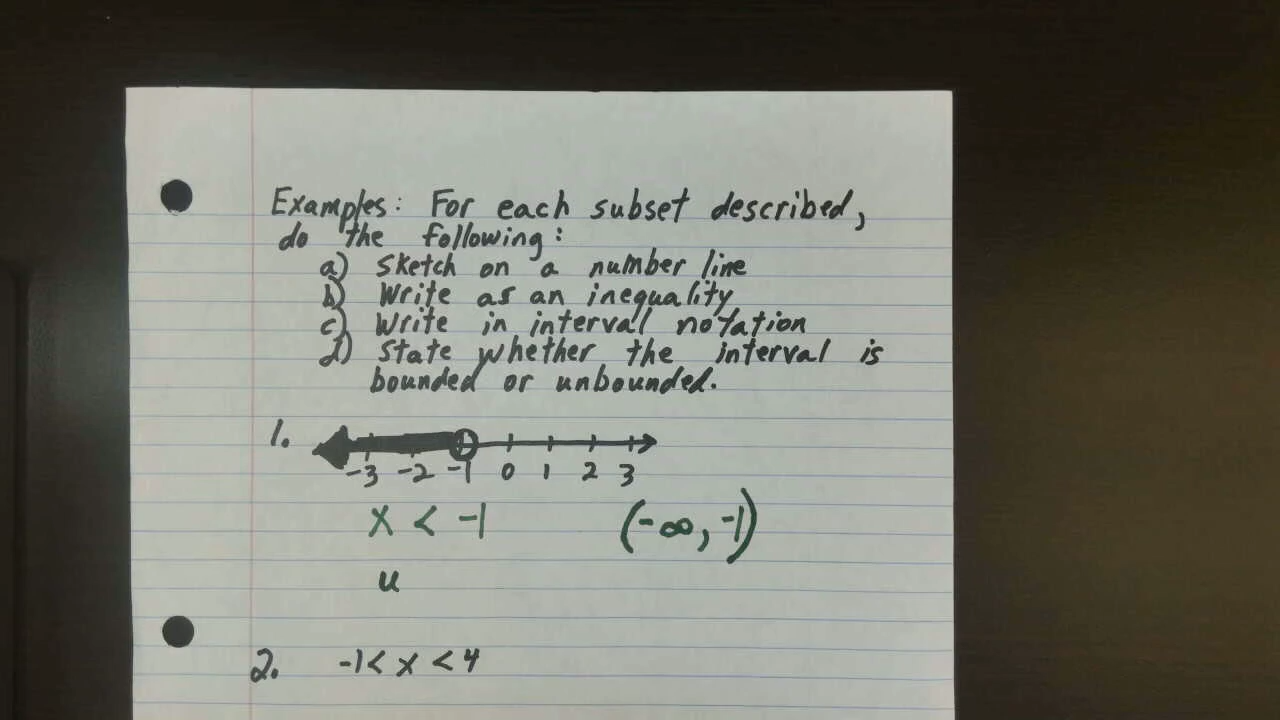 Examples: For each subset described,
do the following:
a) Sketch on a number line
b) Write as an inequality
c) Write in interval notation
d) State whether the interval is
bounded or unbounded.
1.
-3 -2 -1 0 1 2 3
x < -1 (-∞, -1)
u
2. -1 < x < 4